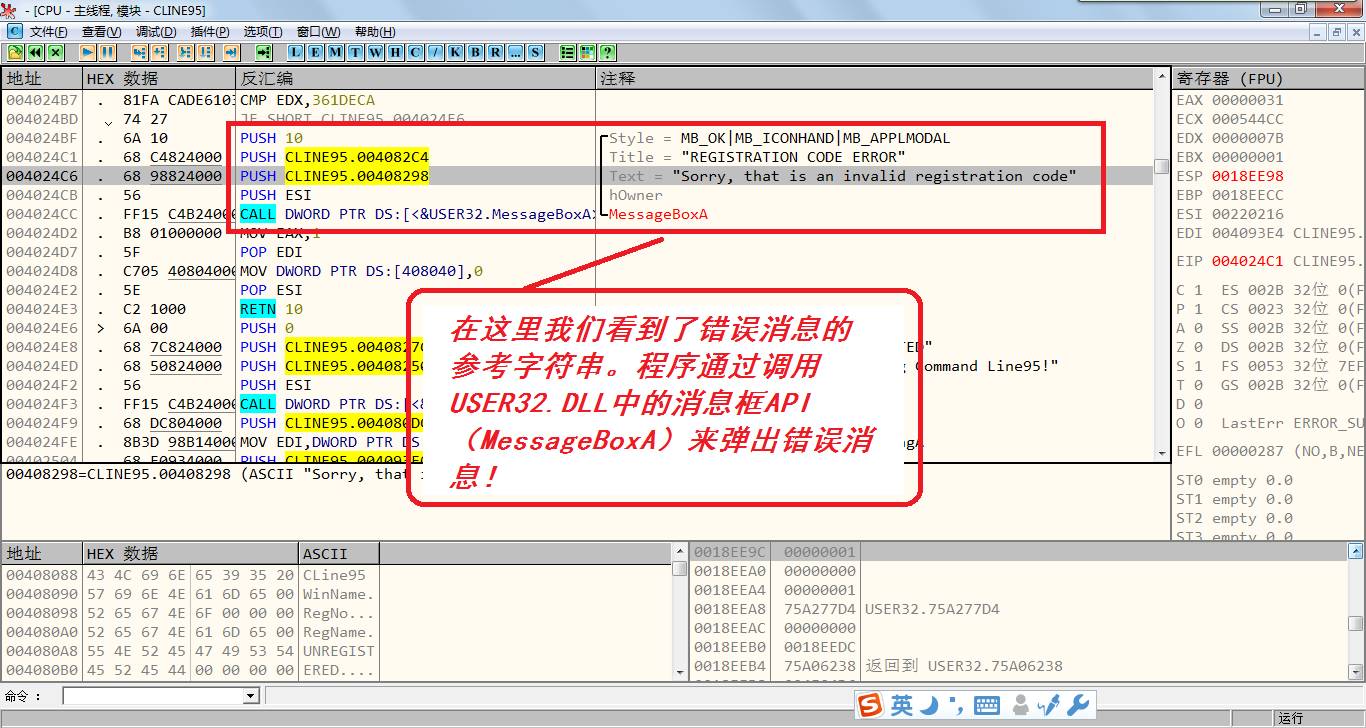 - [CPU - 主线程, 模块 - CLINE95]
C 文件(F) 查看(V) 调试(D) 插件(P) 选项(T) 窗口(W) 帮助(H)
L E M T W H C / K B R ... S ?
地址 HEX 数据 反汇编 注释 寄存器 (FPU)
004024B7 . 81FA CADE6103 CMP EDX,361DECA
004024BD . 74 27 JE SHORT CLINE95.004024E6
004024BF . 6A 10 PUSH 10 Style = MB_OK|MB_ICONHAND|MB_APPLMODAL
004024C1 . 68 C4824000 PUSH CLINE95.004082C4 Title = "REGISTRATION CODE ERROR"
004024C6 . 68 98824000 PUSH CLINE95.00408298 Text = "Sorry, that is an invalid registration code"
004024CB . 56 PUSH ESI hOwner
004024CC . FF15 C4B24000 CALL DWORD PTR DS:[<&USER32.MessageBoxA> MessageBoxA
004024D2 . B8 01000000 MOV EAX,1
004024D7 . 5F POP EDI
004024D8 . C705 40804000 MOV DWORD PTR DS:[408040],0
004024E2 . 5E POP ESI
004024E3 . C2 1000 RETN 10
004024E6 > 6A 00 PUSH 0
004024E8 . 68 7C824000 PUSH CLINE95.0040827C ED"
004024ED . 68 50824000 PUSH CLINE95.00408250 g Command Line95!"
004024F2 . 56 PUSH ESI
004024F3 . FF15 C4B24000 CALL DWORD PTR DS:[<&
004024F9 . 68 DC804000 PUSH CLINE95.004080DC
004024FE . 8B3D 98B14000 MOV EDI,DWORD PTR DS
00402504 . 68 E0934000 PUSH CLINE95.004093E0
EAX 00000031
ECX 000544CC
EDX 0000007B
EBX 00000001
ESP 0018EE98
EBP 0018EECC
ESI 00220216
EDI 004093E4 CLINE95.
EIP 004024C1 CLINE95.
C 1 ES 002B 32位 0(F
P 1 CS 0023 32位 0(F
A 0 SS 002B 32位 0(F
Z 0 DS 002B 32位 0(F
S 1 FS 0053 32位 7EF
T 0 GS 002B 32位 0(F
D 0
O 0 LastErr ERROR_SU
EFL 00000287 (NO,B,NE
ST0 empty 0.0
ST1 empty 0.0
ST2 empty 0.0
ST3 empty 0.0
在这里我们看到了错误消息的
参考字符串。程序通过调用
USER32.DLL中的消息框API
（MessageBoxA）来弹出错误消
息！
00408298=CLINE95.00408298 (ASCII "Sorry, that
地址 HEX 数据 ASCII
00408088 43 4C 69 6E 65 39 35 20 CLine95
00408090 57 69 6E 4E 61 6D 65 00 WinName.
00408098 52 65 67 4E 6F 00 00 00 RegNo...
004080A0 52 65 67 4E 61 6D 65 00 RegName.
004080A8 55 4E 52 45 47 49 53 54 UNREGIST
004080B0 45 52 45 44 00 00 00 00 ERED....
0018EE9C 00000001
0018EEA0 00000000
0018EEA4 00000001
0018EEA8 75A277D4 USER32.75A277D4
0018EEAC 00000000
0018EEB0 0018EEDC
0018EEB4 75A06238 返回到 USER32.75A06238
命令 :
S 英
运行